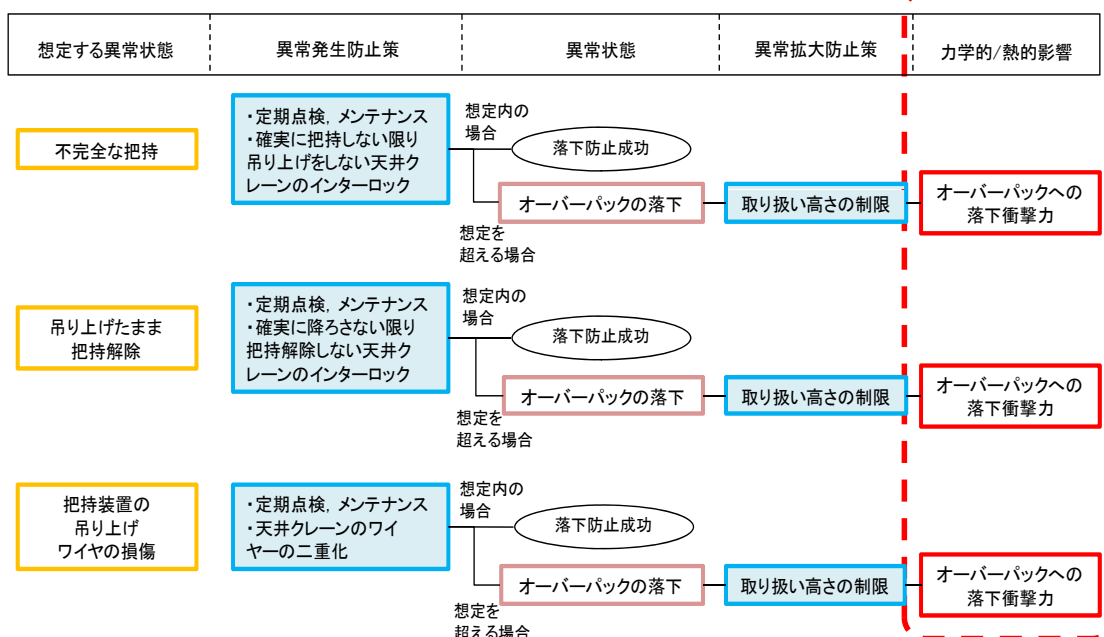 想定する異常状態
異常発生防止策
異常状態
異常拡大防止策
力学的/熱的影響
不完全な把持
・定期点検，メンテナンス
・確実に把持しない限り
吊り上げをしない天井ク
レーンのインターロック
想定内の
場合
落下防止成功
オーバーパックの落下
想定を
超える場合
取り扱い高さの制限
オーバーパックへの
落下衝撃力
吊り上げたまま
把持解除
・定期点検，メンテナンス
・確実に降ろさない限り
把持解除しない天井ク
レーンのインターロック
想定内の
場合
落下防止成功
オーバーパックの落下
想定を
超える場合
取り扱い高さの制限
オーバーパックへの
落下衝撃力
把持装置の
吊り上げ
ワイヤの損傷
・定期点検，メンテナンス
・天井クレーンのワイ
ヤーの二重化
想定内の
場合
落下防止成功
オーバーパックの落下
想定を
超える場合
取り扱い高さの制限
オーバーパックへの
落下衝撃力